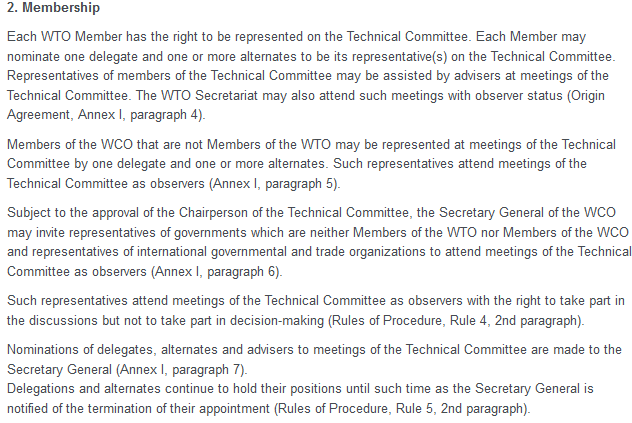 2. Membership
Each WTO Member has the right to be represented on the Technical Committee. Each Member may
nominate one delegate and one or more alternates to be its representative(s) on the Technical Committee.
Representatives of members of the Technical Committee may be assisted by advisers at meetings of the
Technical Committee. The WTO Secretariat may also attend such meetings with observer status (Origin
Agreement, Annex I, paragraph 4).
Members of the WCO that are not Members of the WTO may be represented at meetings of the Technical
Committee by one delegate and one or more alternates. Such representatives attend meetings of the
Technical Committee as observers (Annex I, paragraph 5).
Subject to the approval of the Chairperson of the Technical Committee, the Secretary General of the WCO
may invite representatives of governments which are neither Members of the WTO nor Members of the WCO
and representatives of international governmental and trade organizations to attend meetings of the Technical
Committee as observers (Annex I, paragraph 6).
Such representatives attend meetings of the Technical Committee as observers with the right to take part in
the discussions but not to take part in decision-making (Rules of Procedure, Rule 4, 2nd paragraph).
Nominations of delegates, alternates and advisers to meetings of the Technical Committee are made to the
Secretary General (Annex I, paragraph 7).
Delegations and alternates continue to hold their positions until such time as the Secretary General is
notified of the termination of their appointment (Rules of Procedure, Rule 5, 2nd paragraph).